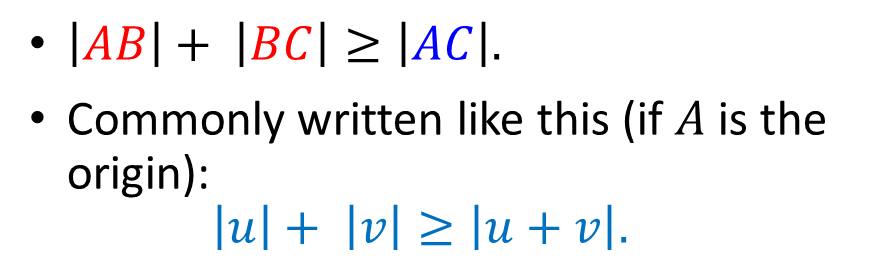 • |AB| + |BC| ≥ |AC|.
• Commonly written like this (if A is the
origin):
|u| + |v| ≥ |u + v|.